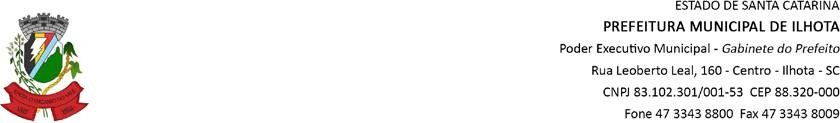 ESTADO DE SANTA CATARINA
PREFEITURA MUNICIPAL DE ILHOTA
Poder Executivo Municipal - Gabinete do Prefeito
Rua Leoberto Leal, 160 - Centro - Ilhota - SC
CNPJ 83.102.301/001-53 CEP 88.320-000
Fone 47 3343 8800 Fax 47 3343 8009